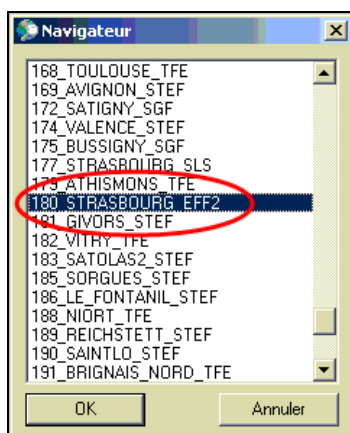 Navigateur
168_TOULOUSE_TFE
169_AVIGNON_STEF
172_SATIGNY_SGF
174_VALENCE_STEF
175_BUSSIGNY_SGF
177_STRASBOURG_SLS
179_ATHISMONS_TFE
180_STRASBOURG_EFF2
181_GIVORS_STEF
182_VITRY_TFE
183_SATOLAS2_STEF
185_SORGUES_STEF
186_LE_FONTANIL_STEF
188_NIORT_TFE
189_REICHSTETT_STEF
190_SAINTLO_STEF
191_BRIGNAIS_NORD_TFE
OK Annuler